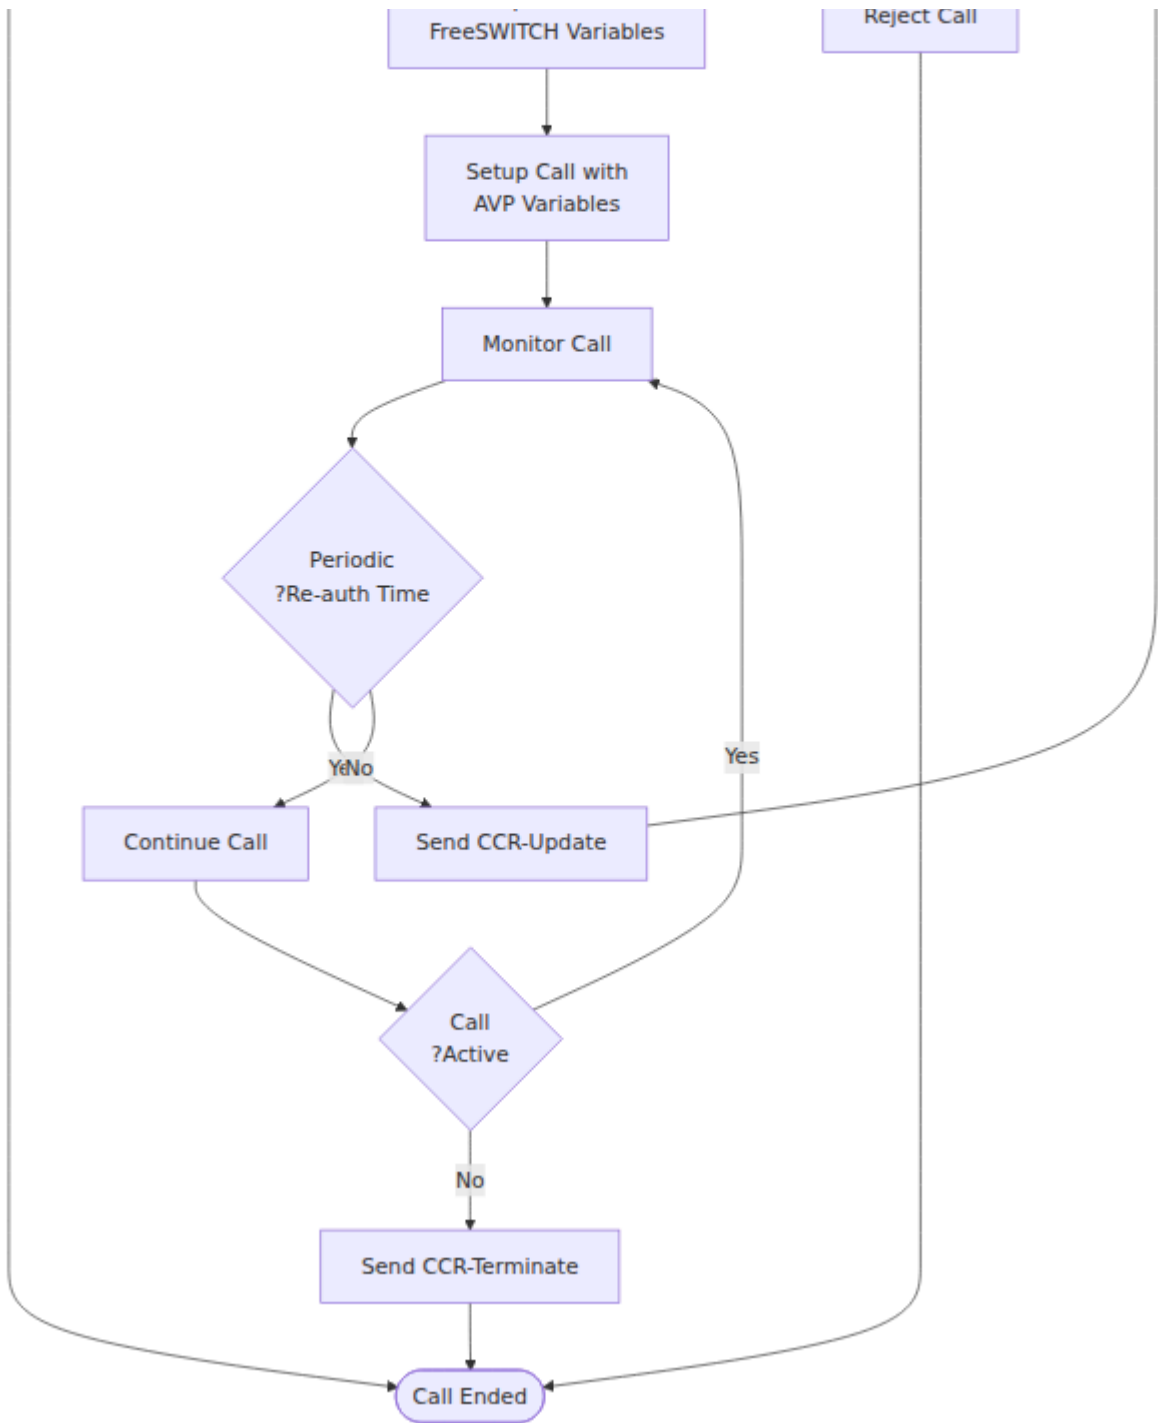 FreeSWITCH Variables
Reject Call
Setup Call with
AVP Variables
Monitor Call
Periodic
?Re-auth Time
Yes
No
Continue Call
Send CCR-Update
Call
?Active
No
Send CCR-Terminate
Call Ended